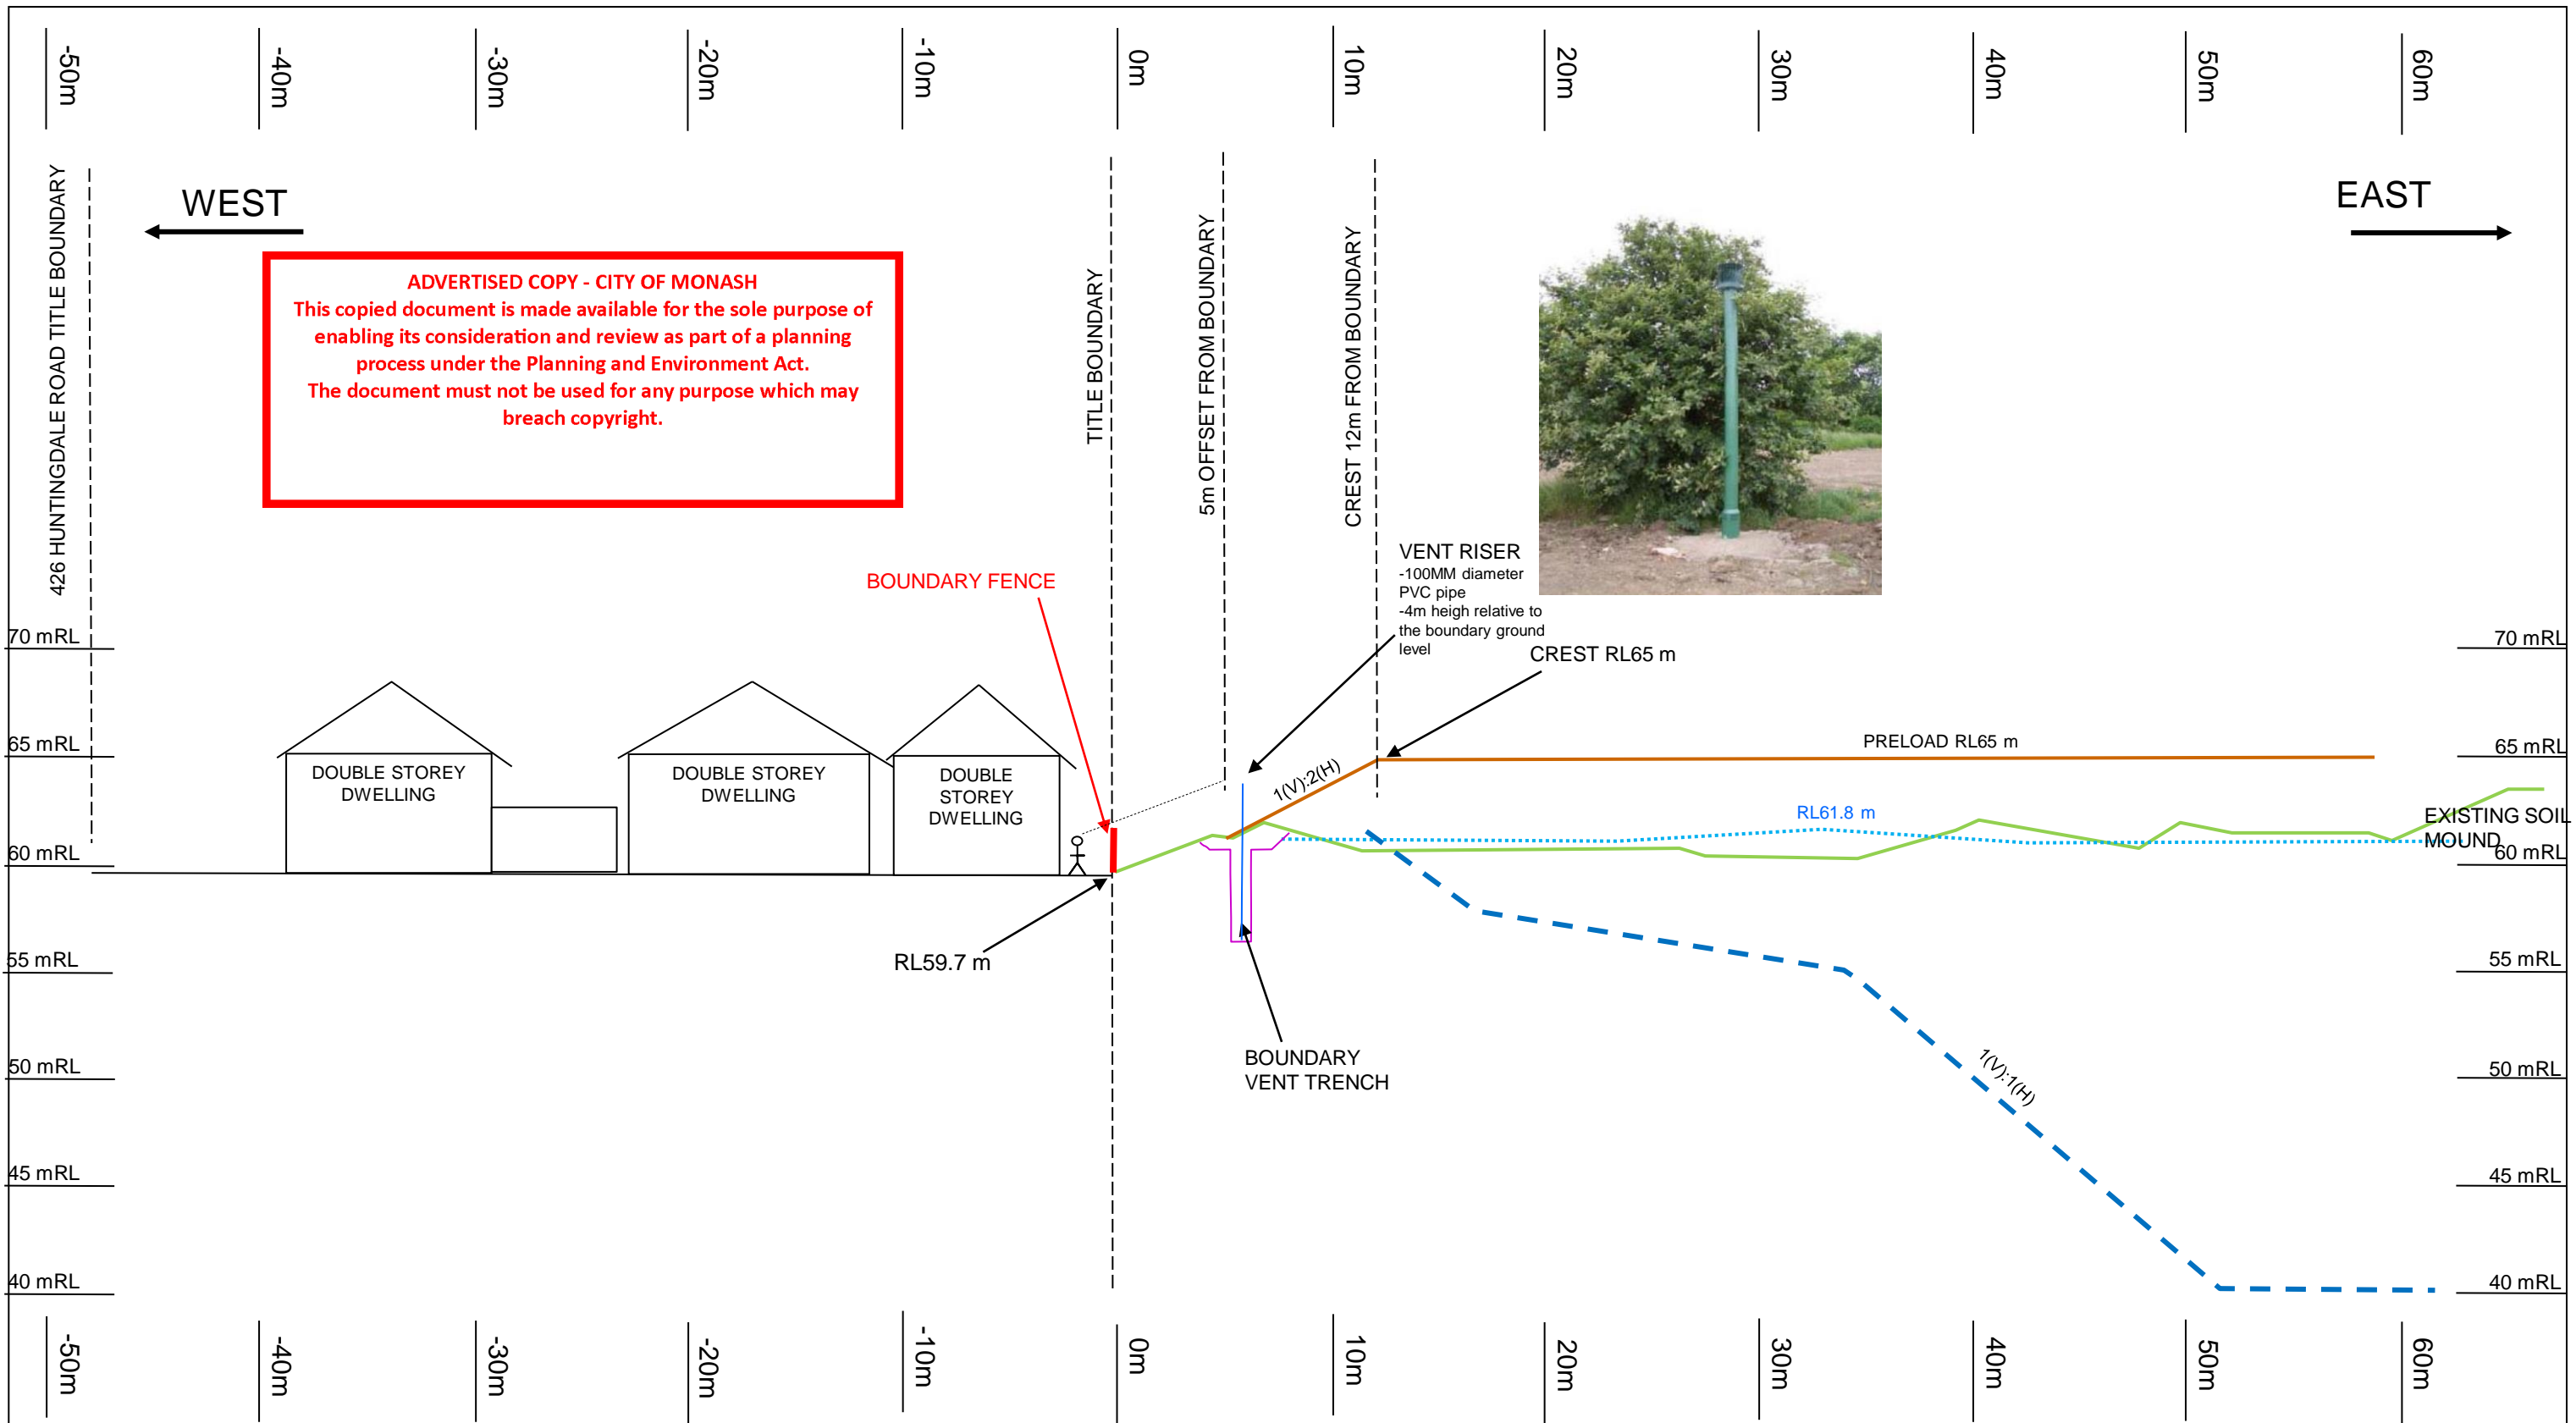 -50m
-40m
-30m
-20m
-10m
0m
10m
20m
30m
40m
50m
60m
426 HUNTINGDALE ROAD TITLE BOUNDARY
WEST
EAST
ADVERTISED COPY - CITY OF MONASH
This copied document is made available for the sole purpose of
enabling its consideration and review as part of a planning
process under the Planning and Environment Act.
The document must not be used for any purpose which may
breach copyright.
TITLE BOUNDARY
5m OFFSET FROM BOUNDARY
CREST 12m FROM BOUNDARY
VENT RISER
-100MM diameter
PVC pipe
-4m heigh relative to
the boundary ground
level
BOUNDARY FENCE
CREST RL65 m
70 mRL
70 mRL
65 mRL
65 mRL
PRELOAD RL65 m
1(V):2(H)
DOUBLE STOREY
DWELLING
DOUBLE STOREY
DWELLING
DOUBLE
STOREY
DWELLING
RL61.8 m
EXISTING SOIL
MOUND
60 mRL
60 mRL
RL59.7 m
55 mRL
55 mRL
BOUNDARY
VENT TRENCH
1(V):1(H)
50 mRL
50 mRL
45 mRL
45 mRL
40 mRL
40 mRL
-50m
-40m
-30m
-20m
-10m
0m
10m
20m
30m
40m
50m
60m